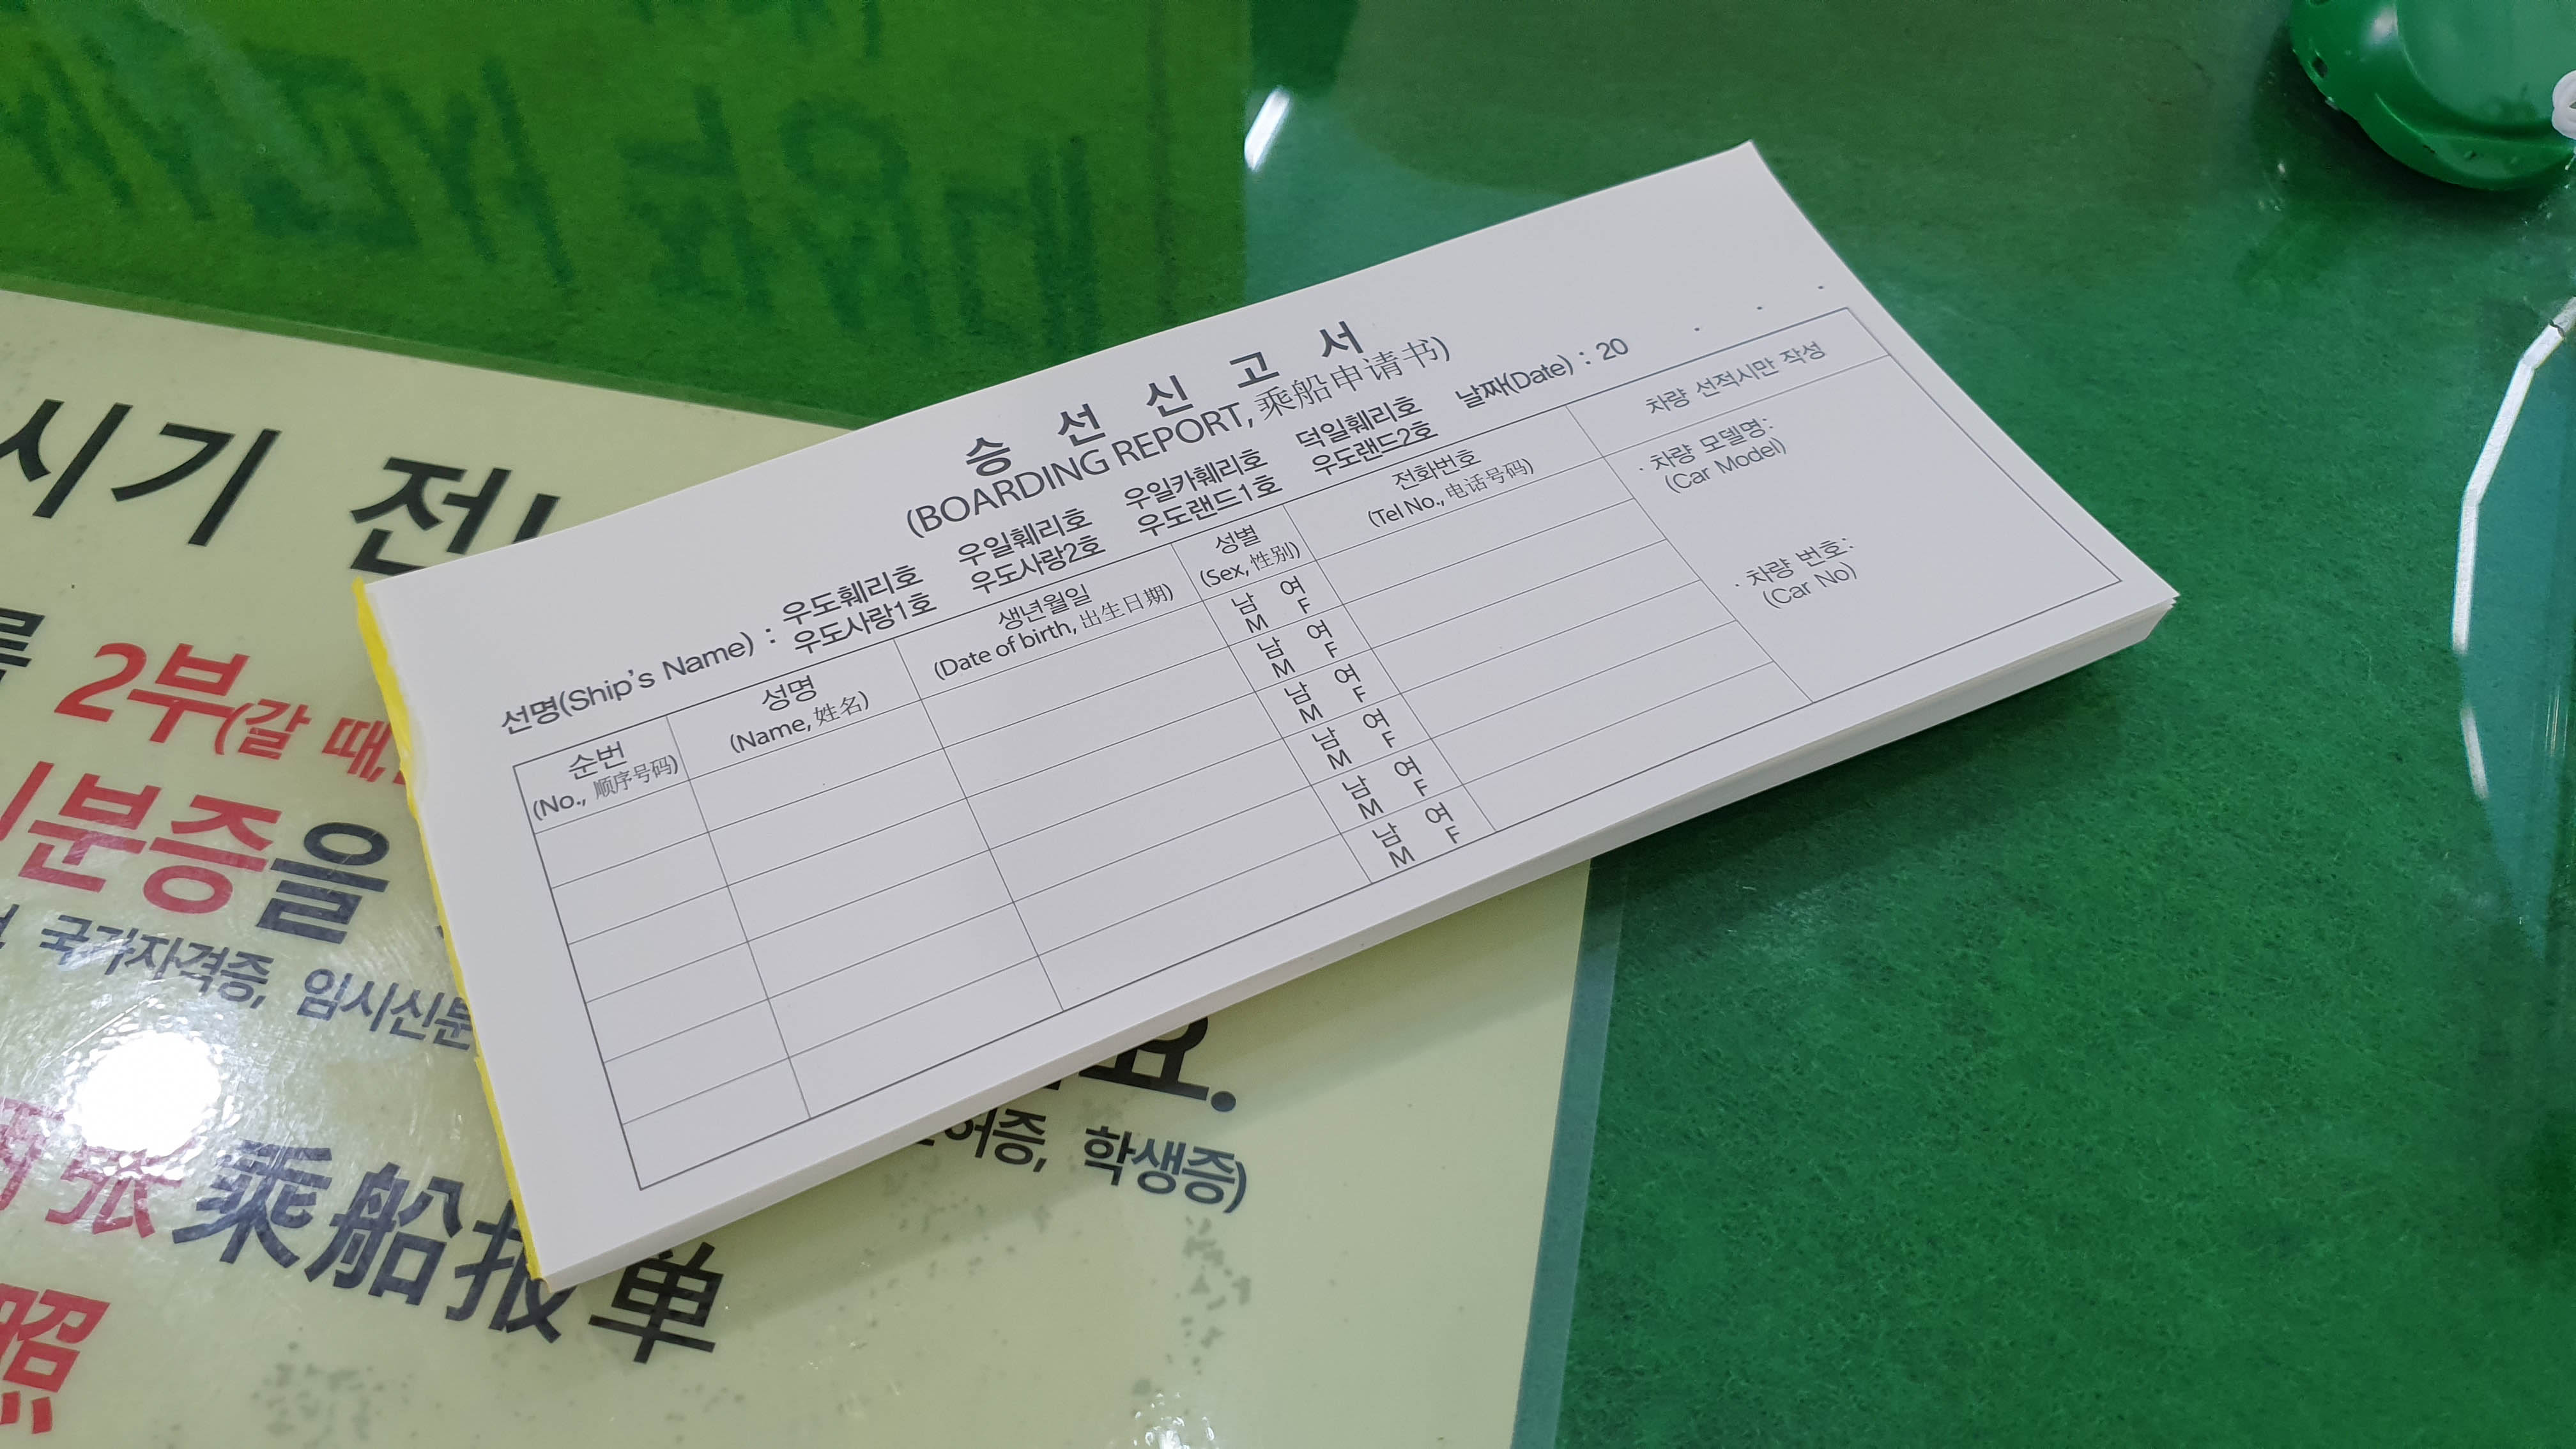 승 선 신 고 서
(BOARDING REPORT, 乘船申请书)
선명(Ship's Name) : 우도훼리호 우일훼리호 우일카훼리호 덕일훼리호 날짜(Date) : 20 . . .
우도사랑1호 우도사랑2호 우도랜드1호 우도랜드2호
순번 성명 생년월일 성별 전화번호 차량 선적시만 작성
(No., 顺序号码) (Name, 姓名) (Date of birth, 出生日期) (Sex, 性别) (Tel No., 电话号码)
남 여
M F
남 여
M F
남 여
M F
남 여
M F
남 여
M F
남 여
M F
· 차량 모델명:
(Car Model)
· 차량 번호:
(Car No)
시기 전
를 2부(갈 때,
분증을
국가자격증, 임시신분
요.
허증, 학생증)
两张 乘船报单
照